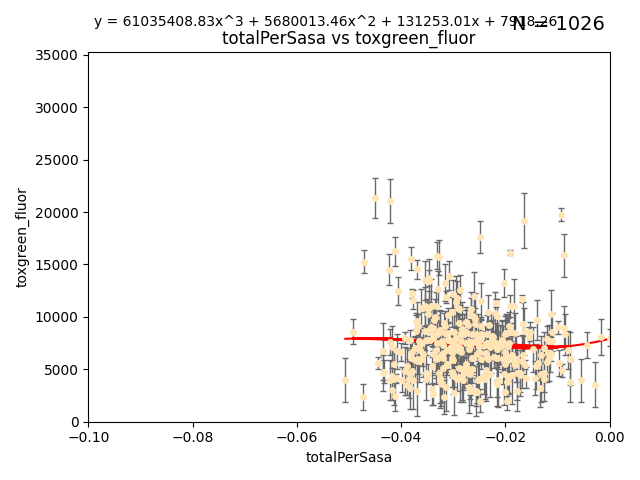 y = 61035408.83x^3 + 5680013.46x^2 + 131253.01x +
N = 1026
totalPerSasa vs toxgreen_fluor
35000
30000
25000
20000
15000
10000
5000
0
toxgreen_fluor
−0.10
−0.08
−0.06
−0.04
−0.02
0.00
totalPerSasa